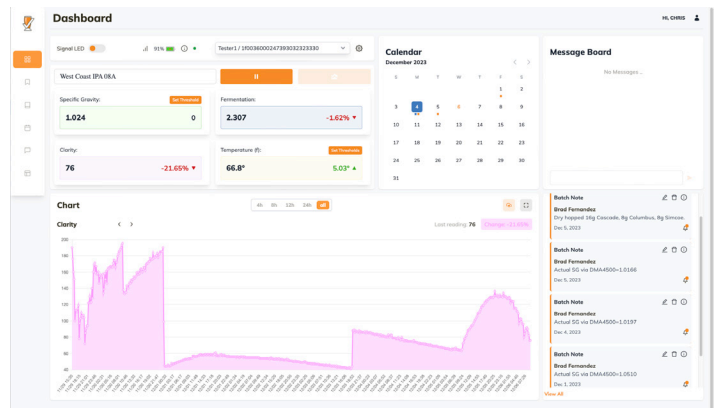 Dashboard
HI, CHRIS
Signal LED
91%
Tester1 / 1f0036000247393032323330
West Coast IPA 08A
Specific Gravity:
Set Threshold
1.024
0
Fermentation:
2.307
-1.62% ▼
Clarity:
76
-21.65% ▼
Temperature (f):
Set Thresholds
66.8°
5.03° ▲
Calendar
December 2023
S M T W T F S
1 2
3 4 5 6 7 8 9
10 11 12 13 14 15 16
17 18 19 20 21 22 23
24 25 26 27 28 29 30
31
Message Board
No Messages ..
Chart
4h 8h 12h 24h all
Clarity
Last reading: 76
200
180
160
140
120
100
80
60
40
Batch Note
Brad Fernandez
Dry hopped 16g Cascade, 8g Columbus, 8g Simcoe.
Dec 5, 2023
Batch Note
Brad Fernandez
Actual SG via DMA4500=1.0166
Dec 5, 2023
Batch Note
Brad Fernandez
Actual SG via DMA4500=1.0197
Dec 4, 2023
Batch Note
Brad Fernandez
Actual SG via DMA4500=1.0510
Dec 1, 2023
View All